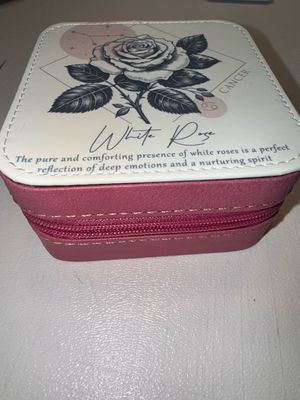 CANCER
White Rose
The pure and comforting presence of white roses is a perfect
reflection of deep emotions and a nurturing spirit